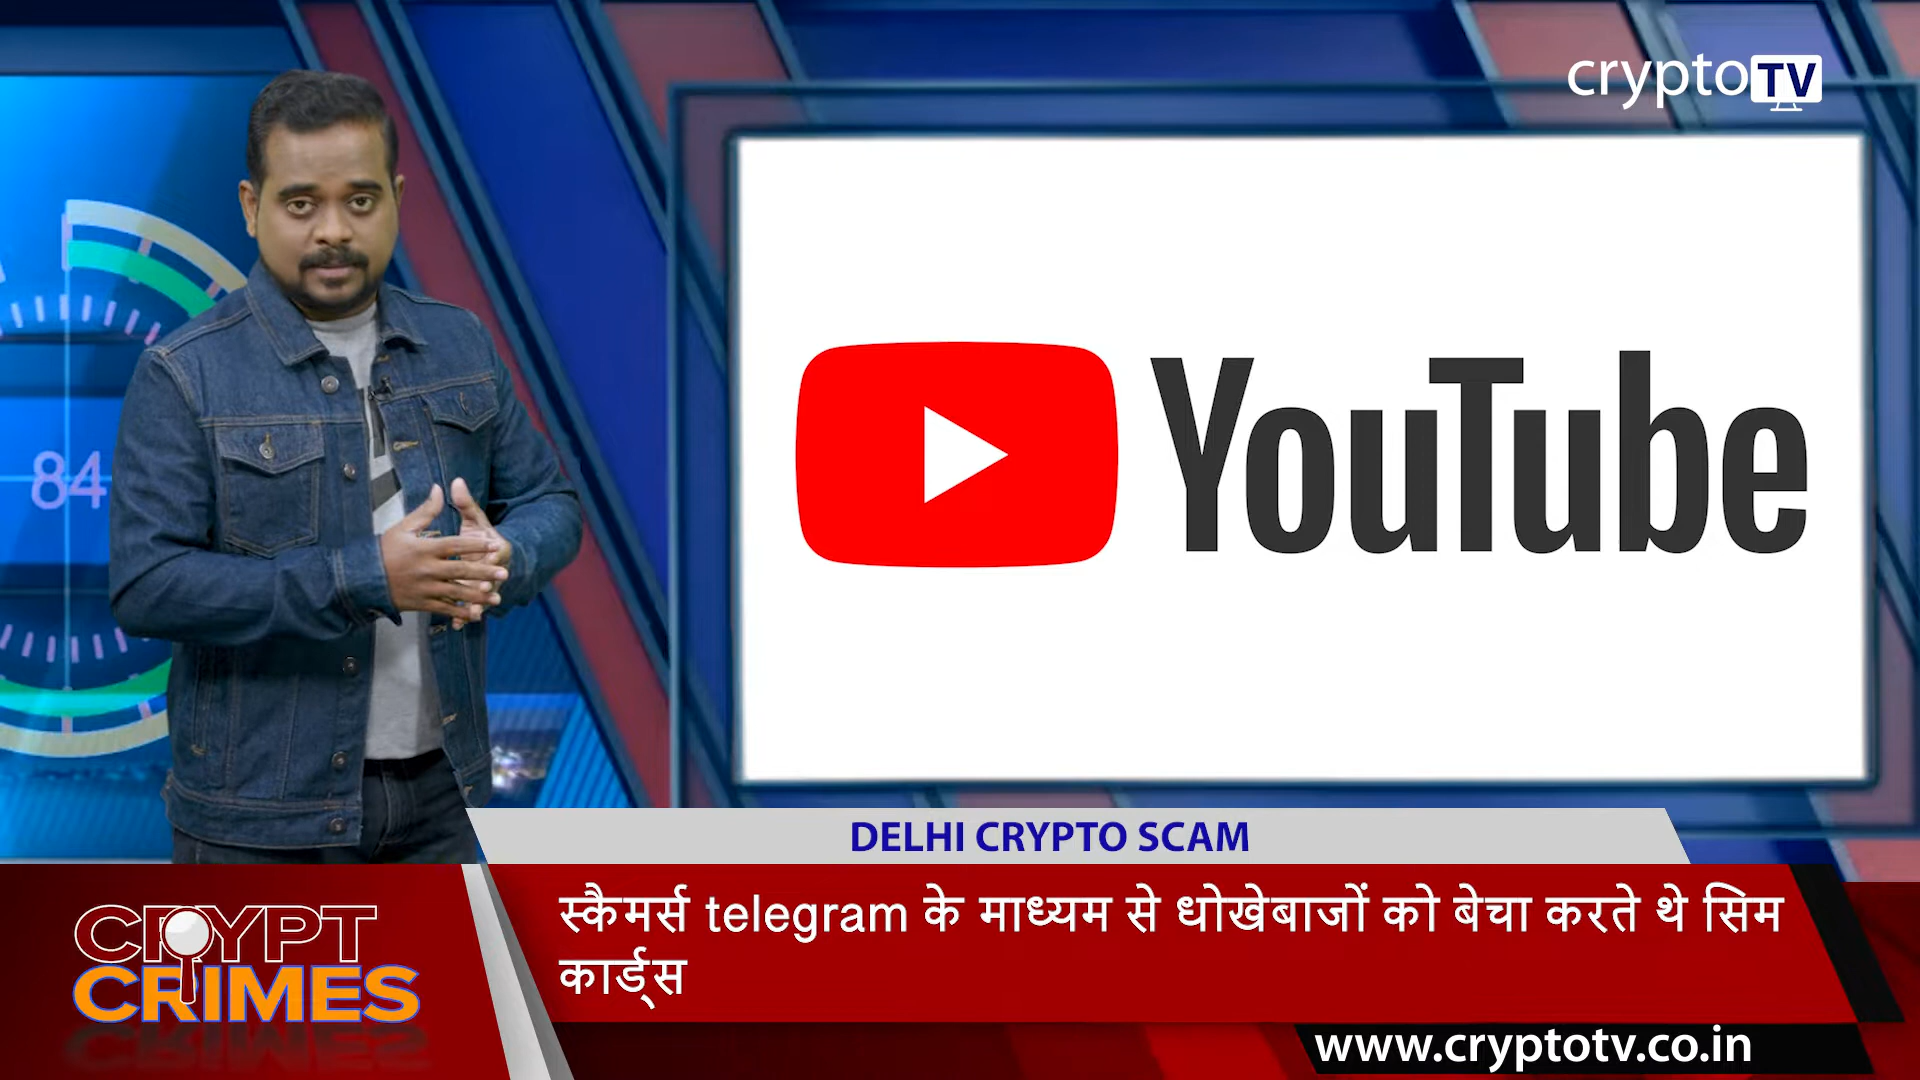 cryptoTV
YouTube
84
DELHI CRYPTO SCAM
स्कैमर्स telegram के माध्यम से धोखेबाजों को बेचा करते थे सिम
कार्ड्स
CRYPT
CRIMES
www.cryptotv.co.in